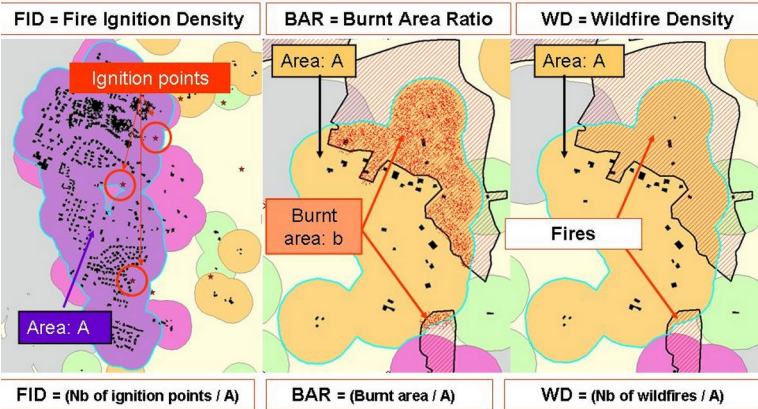 FID = Fire Ignition Density
BAR = Burnt Area Ratio
WD = Wildfire Density
Ignition points
Area: A
Area: A
Area: A
Burnt
area: b
Fires
FID = (Nb of ignition points / A)
BAR = (Burnt area / A)
WD = (Nb of wildfires / A)